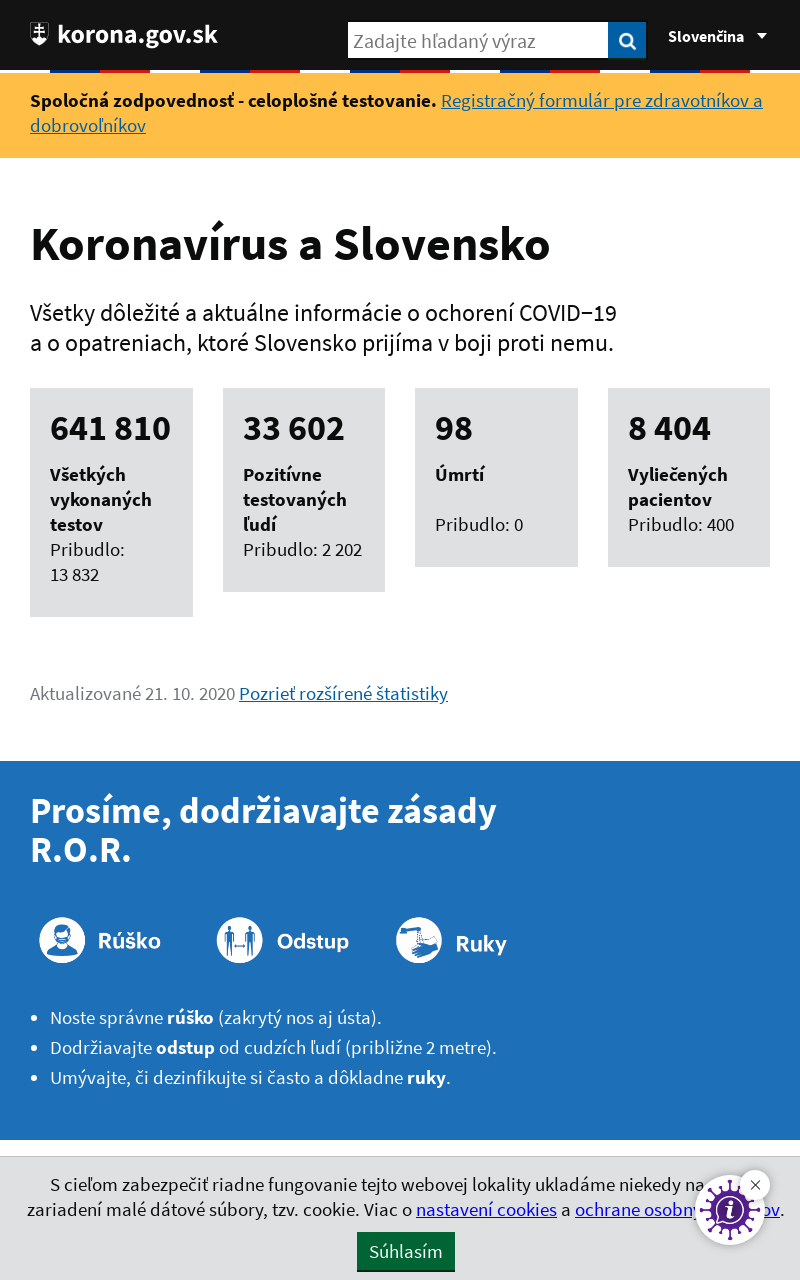 korona.gov.sk
Zadajte hľadaný výraz
Slovenčina
Spoločná zodpovednosť - celoplošné testovanie. Registračný formulár pre zdravotníkov a
dobrovoľníkov
Koronavírus a Slovensko
Všetky dôležité a aktuálne informácie o ochorení COVID−19
a o opatreniach, ktoré Slovensko prijíma v boji proti nemu.
641 810
Všetkých
vykonaných
testov
Pribudlo:
13 832
33 602
Pozitívne
testovaných
ľudí
Pribudlo: 2 202
98
Úmrtí
Pribudlo: 0
8 404
Vyliečených
pacientov
Pribudlo: 400
Aktualizované 21. 10. 2020 Pozrieť rozšírené štatistiky
Prosíme, dodržiavajte zásady
R.O.R.
Rúško
Odstup
Ruky
Noste správne rúško (zakrytý nos aj ústa).
Dodržiavajte odstup od cudzích ľudí (približne 2 metre).
Umývajte, či dezinfikujte si často a dôkladne ruky.
S cieľom zabezpečiť riadne fungovanie tejto webovej lokality ukladáme niekedy na
zariadení malé dátové súbory, tzv. cookie. Viac o nastavení cookies a ochrane
Súhlasím